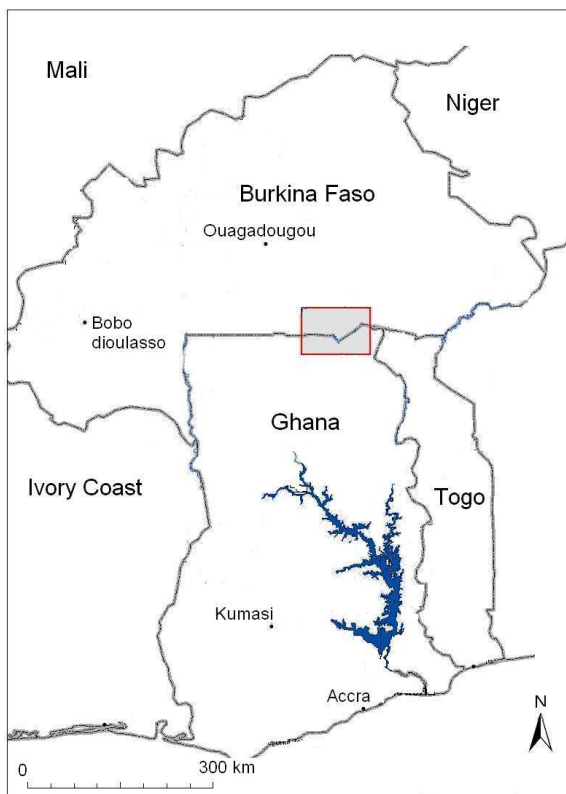 Mali
Niger
Burkina Faso
Ouagadougou
Bobo
dioulasso
Ghana
Ivory Coast
Togo
Kumasi
Accra
N
0 300 km